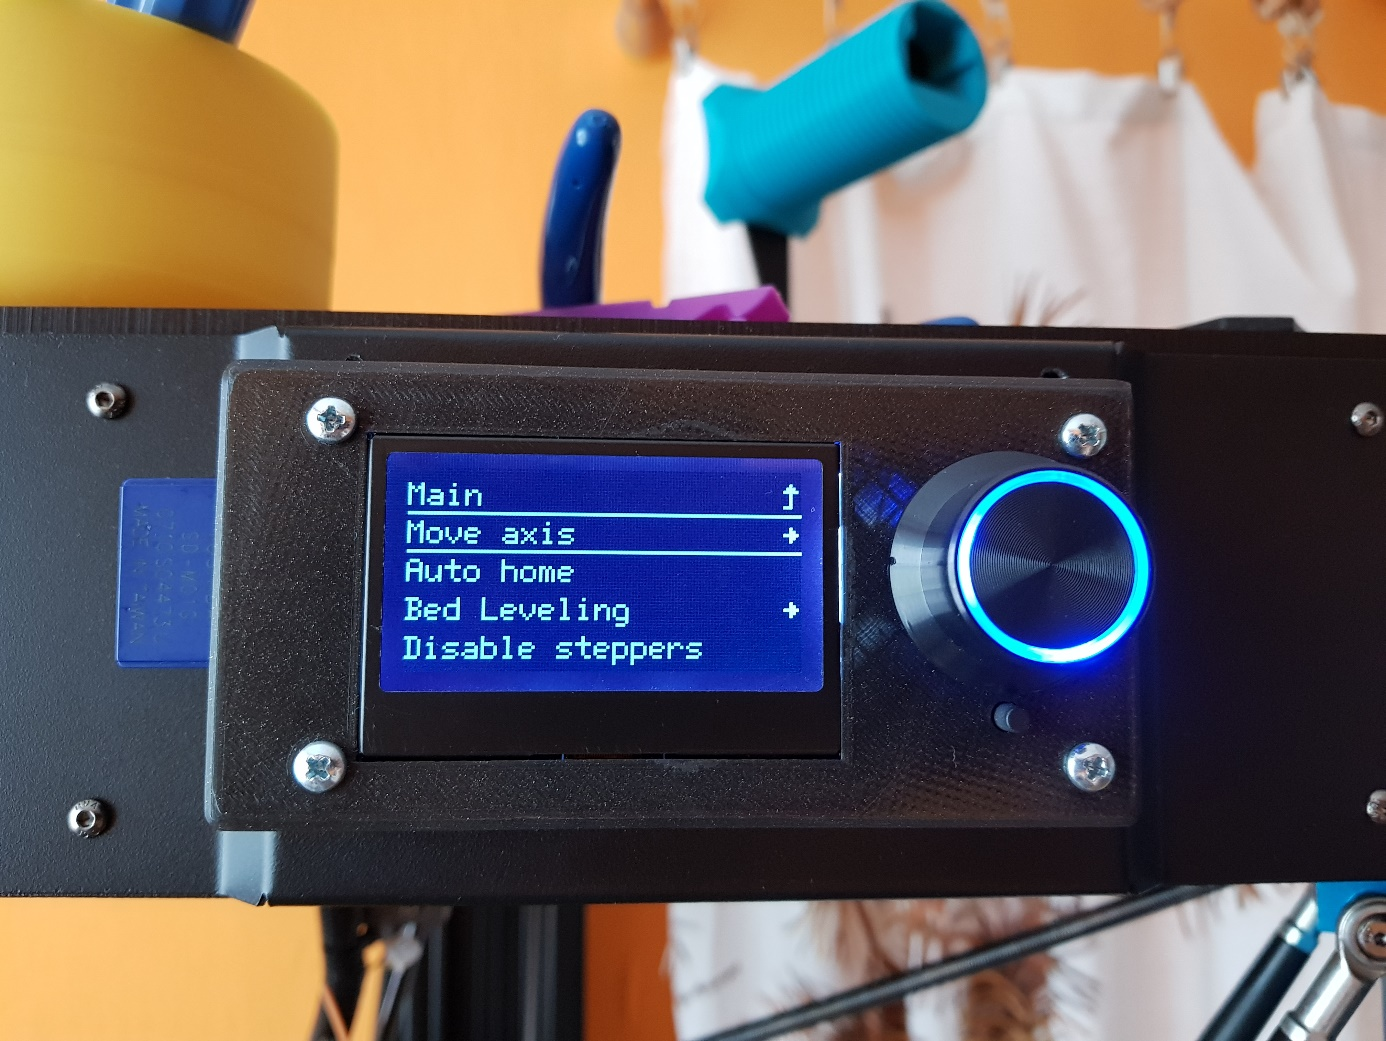 Main
Move axis
Auto home
Bed Leveling
Disable steppers